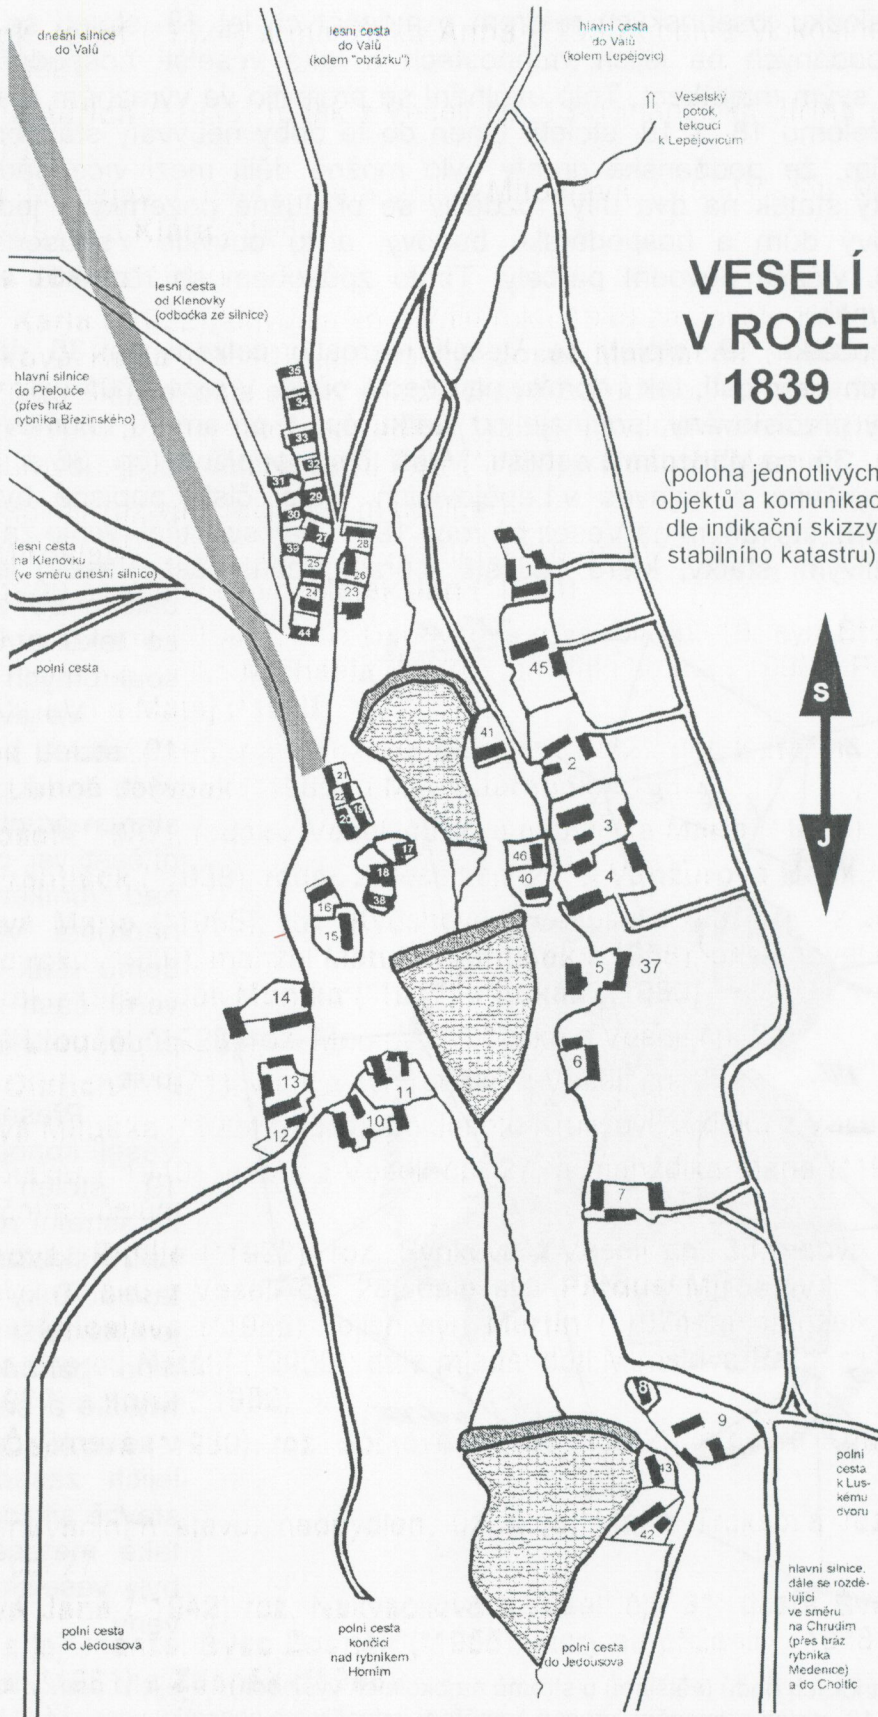 dnešní silnice
do Valů
lesní cesta
do Valů
(kolem "obrázku")
hlavní cesta
do Valů
(kolem Lepějovic)
Veselský
potok,
tekoucí
k Lepějovicům
VESELÍ
V ROCE
1839
(poloha jednotlivých
objektů a komunikací
dle indikační skizzy
stabilního katastru)
lesní cesta
od Klenovky
(odbočka ze silnice)
hlavní silnice
do Přelouče
(přes hráz
rybníka Březinského)
lesní cesta
na Klenovku
(ve směru dnešní silnice)
polní cesta
S
J
35
34
33
32
31
29
30
27
28
39
25
26
24
23
44
1
45
41
2
21
22
19
20
3
17
46
18
40
4
16
38
15
5
37
14
6
13
11
10
12
7
8
9
43
42
polní
cesta
k Lus-
kému
dvoru
hlavní silnice,
dále se rozdě-
lující
ve směru
na Chrudim
(přes hráz
rybníka
Medenice)
a do Choltic
polní cesta
do Jedousova
polní cesta
končící
nad rybníkem
Horním
polní cesta
do Jedousova